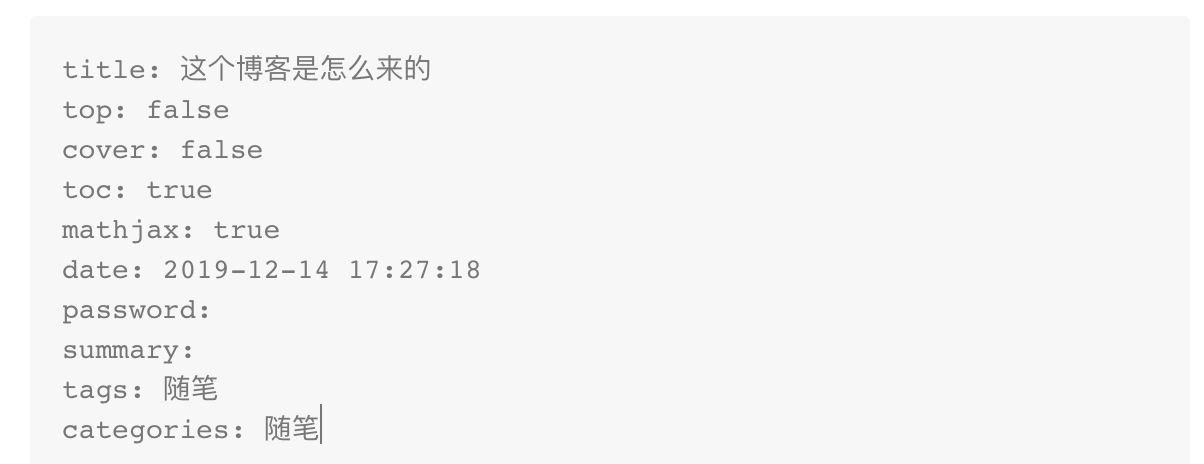 title: 这个博客是怎么来的
top: false
cover: false
toc: true
mathjax: true
date: 2019-12-14 17:27:18
password:
summary:
tags: 随笔
categories: 随笔